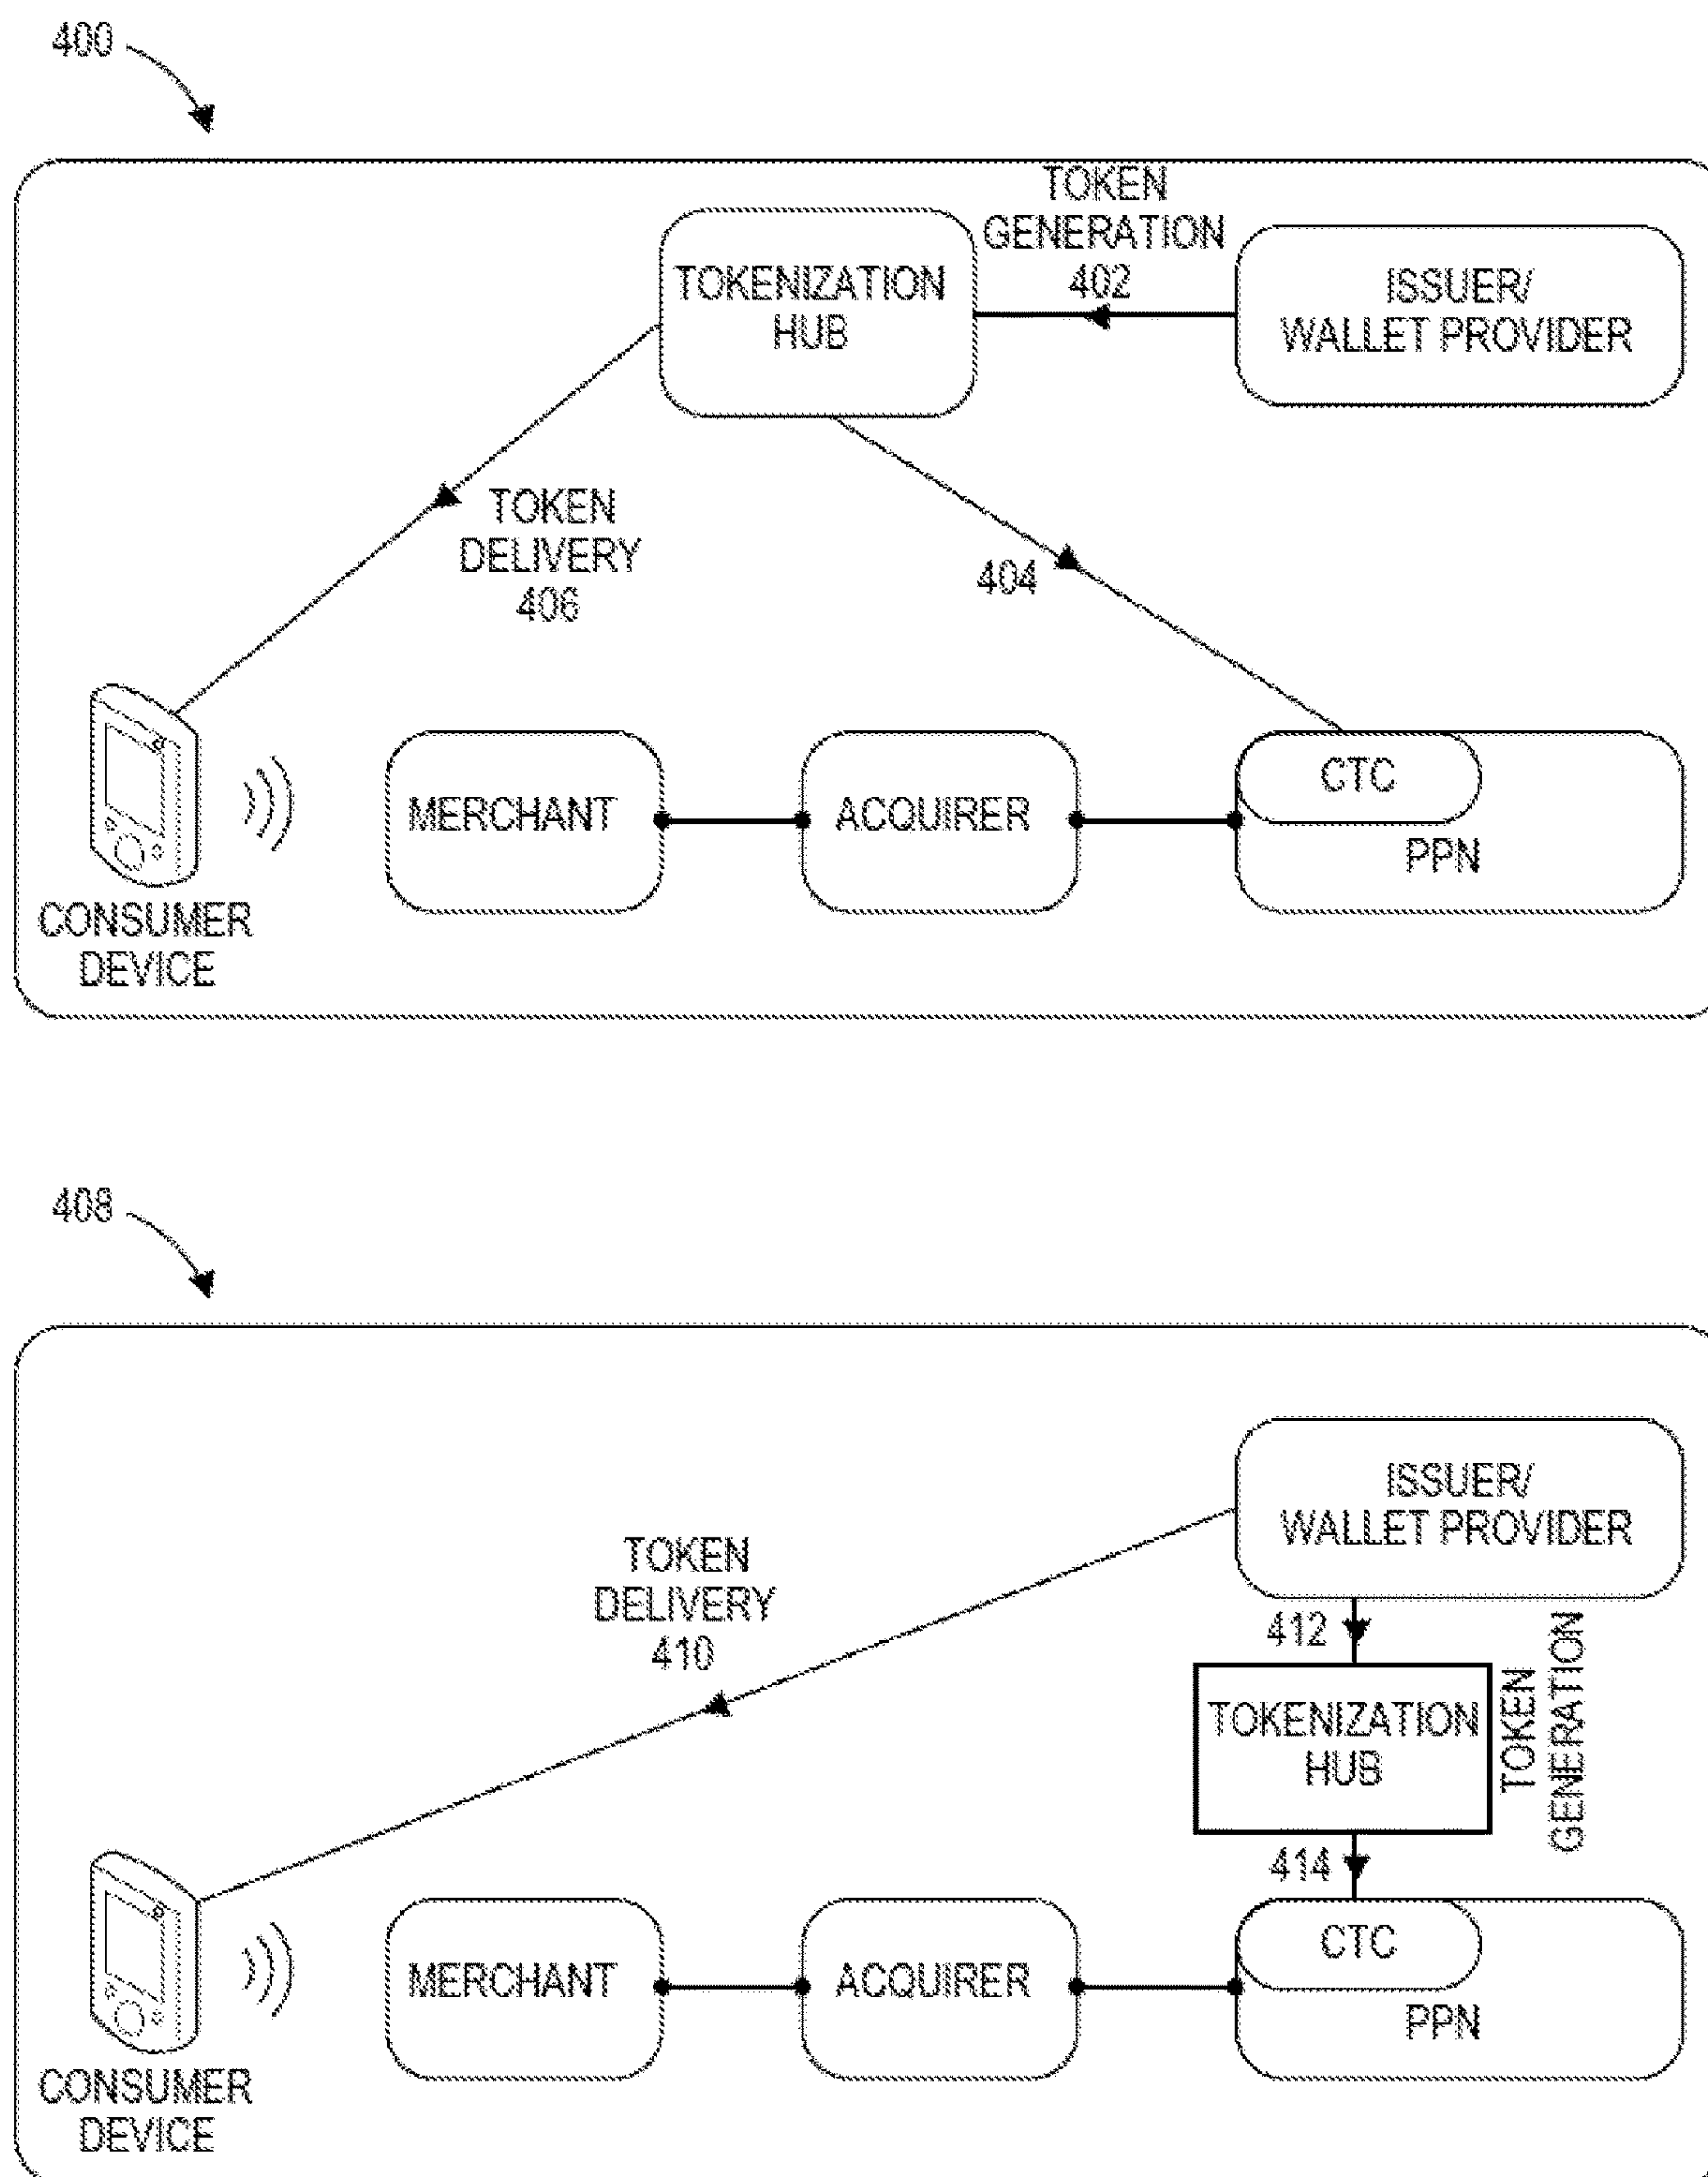 400
TOKEN
GENERATION
402
TOKENIZATION
HUB
ISSUER/
WALLET PROVIDER
TOKEN
DELIVERY
406
404
CTC
MERCHANT
ACQUIRER
PPN
CONSUMER
DEVICE
408
ISSUER/
WALLET PROVIDER
TOKEN
DELIVERY
410
412
TOKENIZATION
HUB
TOKEN
GENERATION
414
CTC
MERCHANT
ACQUIRER
PPN
CONSUMER
DEVICE